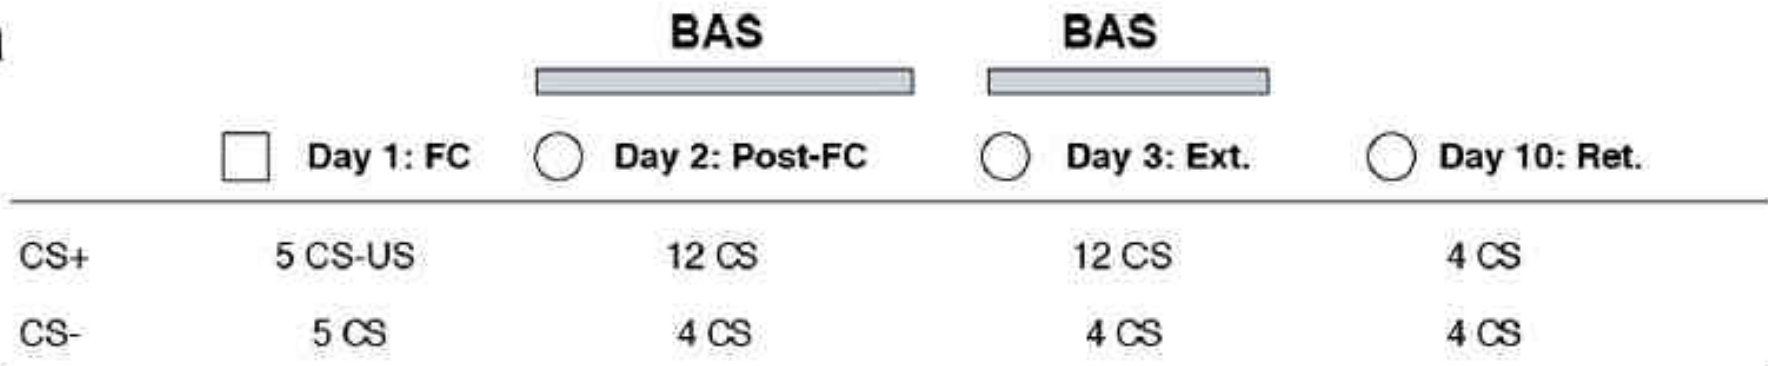 BAS BAS
Day 1: FC Day 2: Post-FC Day 3: Ext. Day 10: Ret.
CS+ 5 CS-US 12 CS 12 CS 4 CS
CS- 5 CS 4 CS 4 CS 4 CS